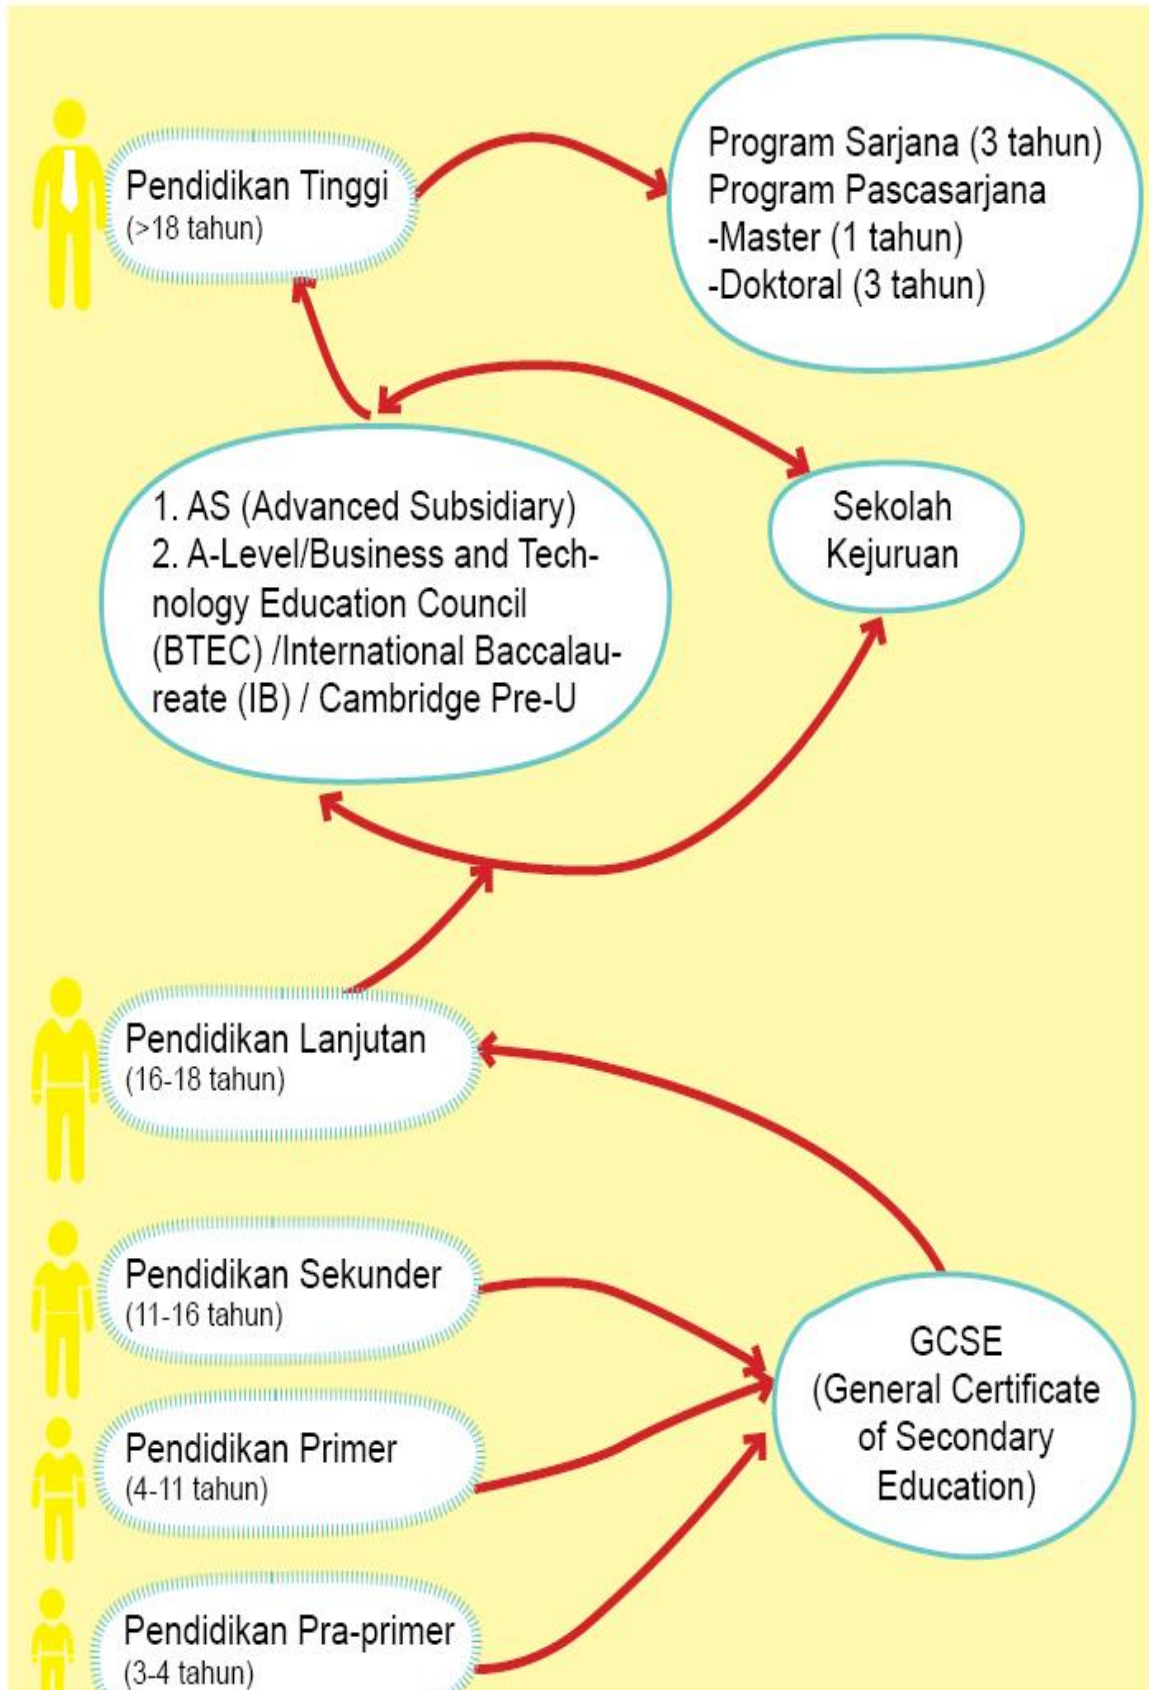 Pendidikan Tinggi
(>18 tahun)
Program Sarjana (3 tahun)
Program Pascasarjana
-Master (1 tahun)
-Doktoral (3 tahun)
1. AS (Advanced Subsidiary)
2. A-Level/Business and Tech-
nology Education Council
(BTEC) /International Baccalau-
reate (IB) / Cambridge Pre-U
Sekolah
Kejuruan
Pendidikan Lanjutan
(16-18 tahun)
Pendidikan Sekunder
(11-16 tahun)
GCSE
(General Certificate
of Secondary
Education)
Pendidikan Primer
(4-11 tahun)
Pendidikan Pra-primer
(3-4 tahun)